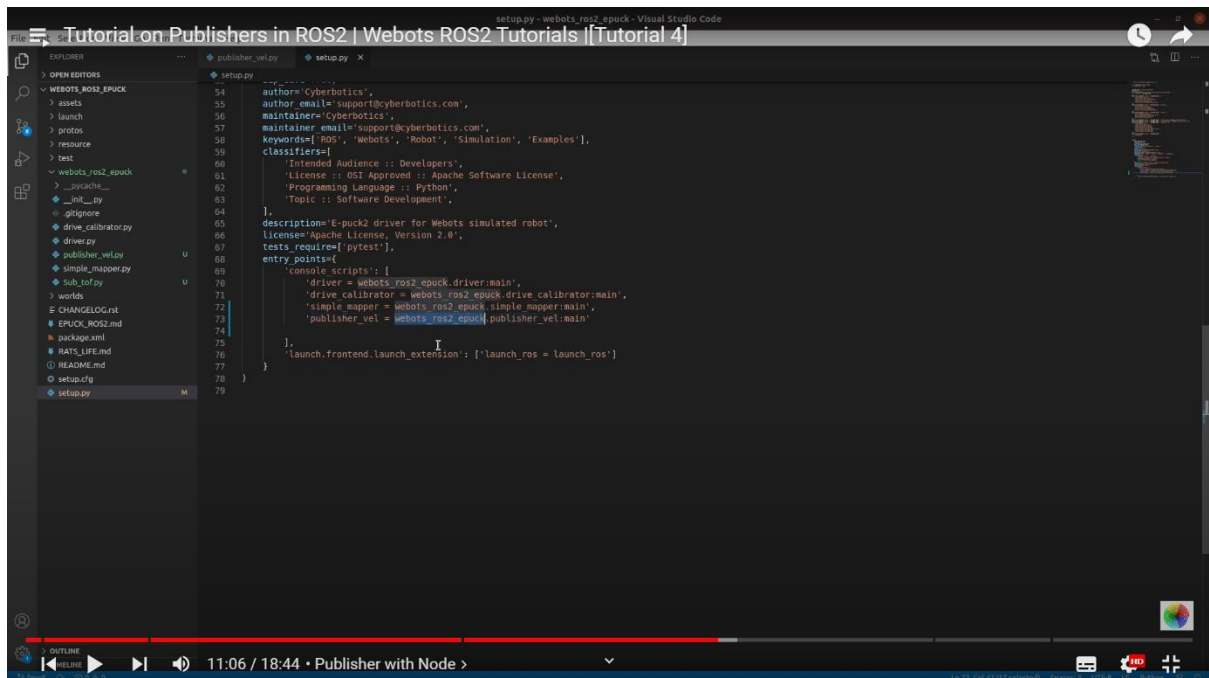 setup.py - webots_ros2_epuck - Visual Studio Code
Tutorial on Publishers in ROS2 | Webots ROS2 Tutorials |[Tutorial 4]
File
EXPLORER
publisher_vel.py
setup.py
OPEN EDITORS
WEBOTS_ROS2_EPUCK
assets
launch
protos
resource
test
webots_ros2_epuck
__pycache__
__init__.py
.gitignore
drive_calibrator.py
driver.py
publisher_vel.py U
simple_mapper.py
Sub_tof.py U
worlds
CHANGELOG.rst
EPUCK_ROS2.md
package.xml
RATS_LIFE.md
README.md
setup.cfg
setup.py M
setup.py
54 author='Cyberbotics',
55 author_email='support@cyberbotics.com',
56 maintainer='Cyberbotics',
57 maintainer_email='support@cyberbotics.com',
58 keywords=['ROS', 'Webots', 'Robot', 'Simulation', 'Examples'],
59 classifiers=[
60 'Intended Audience :: Developers',
61 'License :: OSI Approved :: Apache Software License',
62 'Programming Language :: Python',
63 'Topic :: Software Development',
64 ],
65 description='E-puck2 driver for Webots simulated robot',
66 license='Apache License, Version 2.0',
67 tests_require=['pytest'],
68 entry_points={
69 'console_scripts': [
70 'driver = webots_ros2_epuck.driver:main',
71 'drive_calibrator = webots_ros2_epuck.drive_calibrator:main',
72 'simple_mapper = webots_ros2_epuck.simple_mapper:main',
73 'publisher_vel = webots_ros2_epuck.publisher_vel:main'
74
75 ],
76 'launch.frontend.launch_extension': ['launch_ros = launch_ros']
77 }
78 )
79
OUTLINE
11:06 / 18:44 • Publisher with Node >
HD